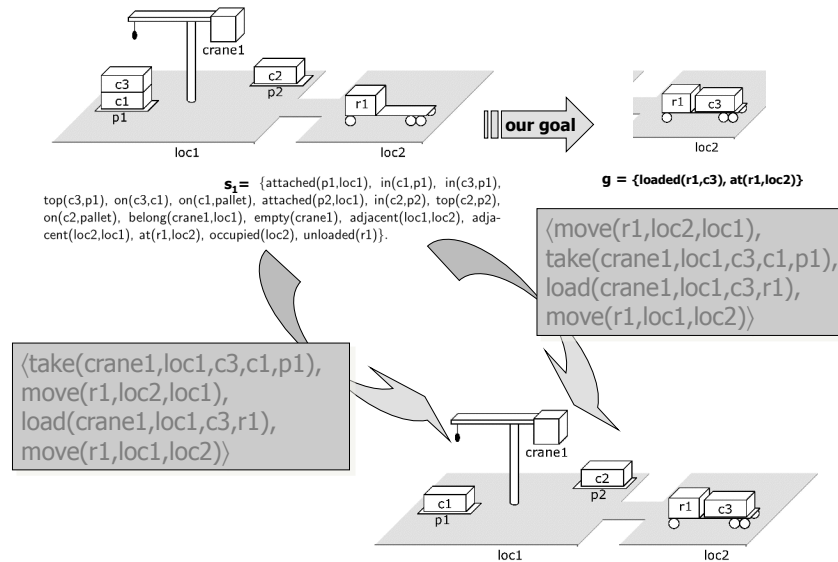 crane1
c3
c1
p1
c2
p2
r1
loc1
loc2
our goal
r1
c3
loc2
s1= {attached(p1,loc1), in(c1,p1), in(c3,p1),
top(c3,p1), on(c3,c1), on(c1,pallet), attached(p2,loc1), in(c2,p2), top(c2,p2),
on(c2,pallet), belong(crane1,loc1), empty(crane1), adjacent(loc1,loc2), adja-
cent(loc2,loc1), at(r1,loc2), occupied(loc2), unloaded(r1)}.
g = {loaded(r1,c3), at(r1,loc2)}
⟨move(r1,loc2,loc1),
take(crane1,loc1,c3,c1,p1),
load(crane1,loc1,c3,r1),
move(r1,loc1,loc2)⟩
⟨take(crane1,loc1,c3,c1,p1),
move(r1,loc2,loc1),
load(crane1,loc1,c3,r1),
move(r1,loc1,loc2)⟩
crane1
c1
p1
c2
p2
r1
c3
loc1
loc2